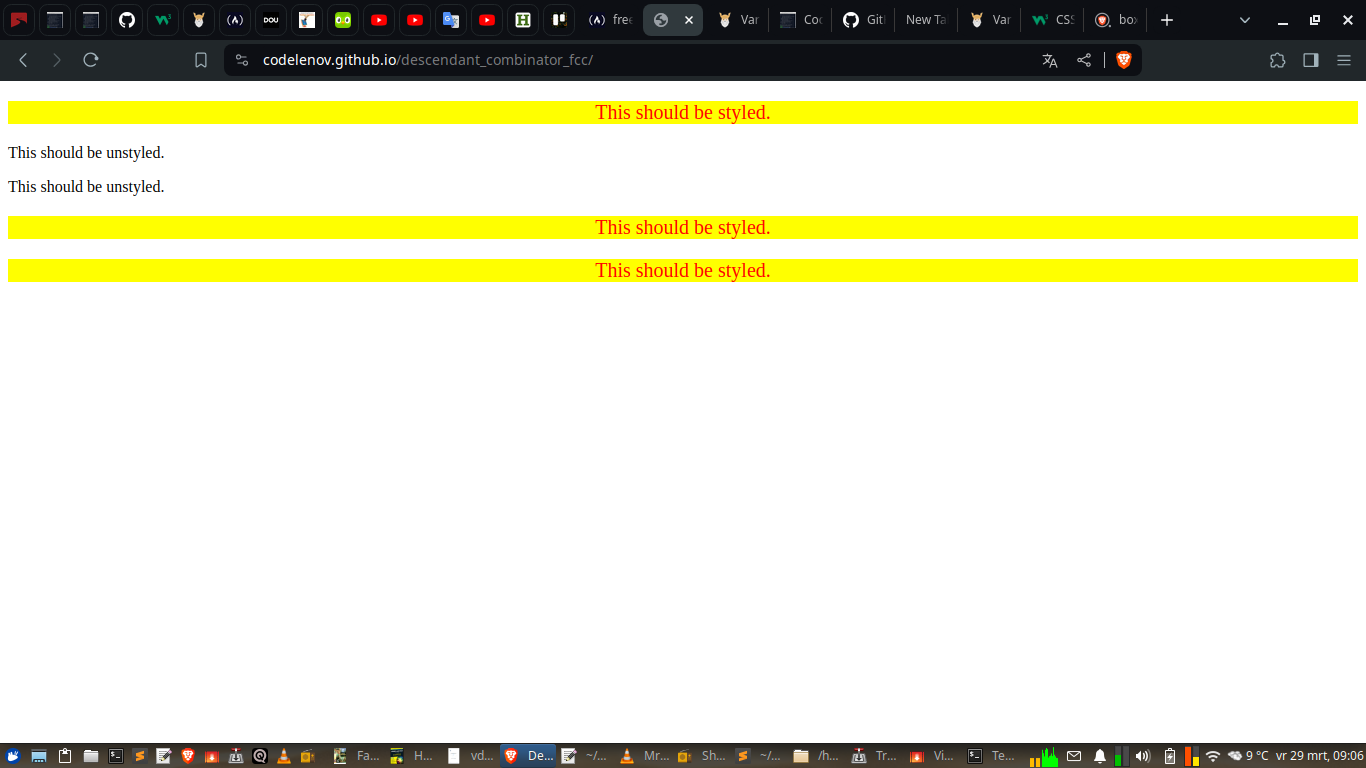 DOU
free
Var
Coc
Git
New Ta
Var
CSS
box
codelenov.github.io/descendant_combinator_fcc/
This should be styled.
This should be unstyled.
This should be unstyled.
This should be styled.
This should be styled.
Fa... H... vd... De... ~/... Mr... Sh... ~/... /h... Tr... Vi... Te... 9 °C vr 29 mrt, 09:06